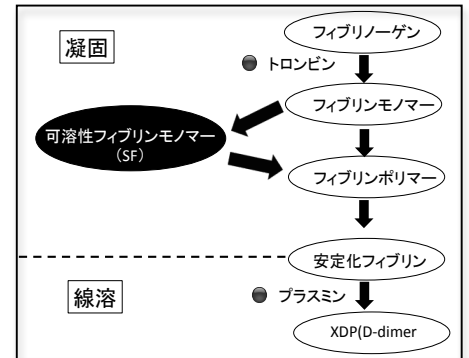 凝固
フィブリノーゲン
トロンビン
フィブリンモノマー
可溶性フィブリンモノマー
(SF)
フィブリンポリマー
安定化フィブリン
線溶
プラスミン
XDP(D-dimer